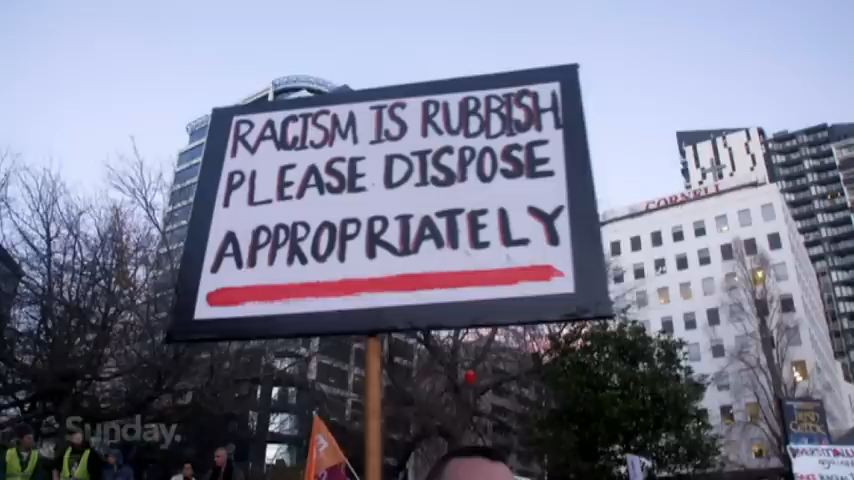 RACISM IS RUBBISH
PLEASE DISPOSE
APPROPRIATELY
CORNELL
Sunday.